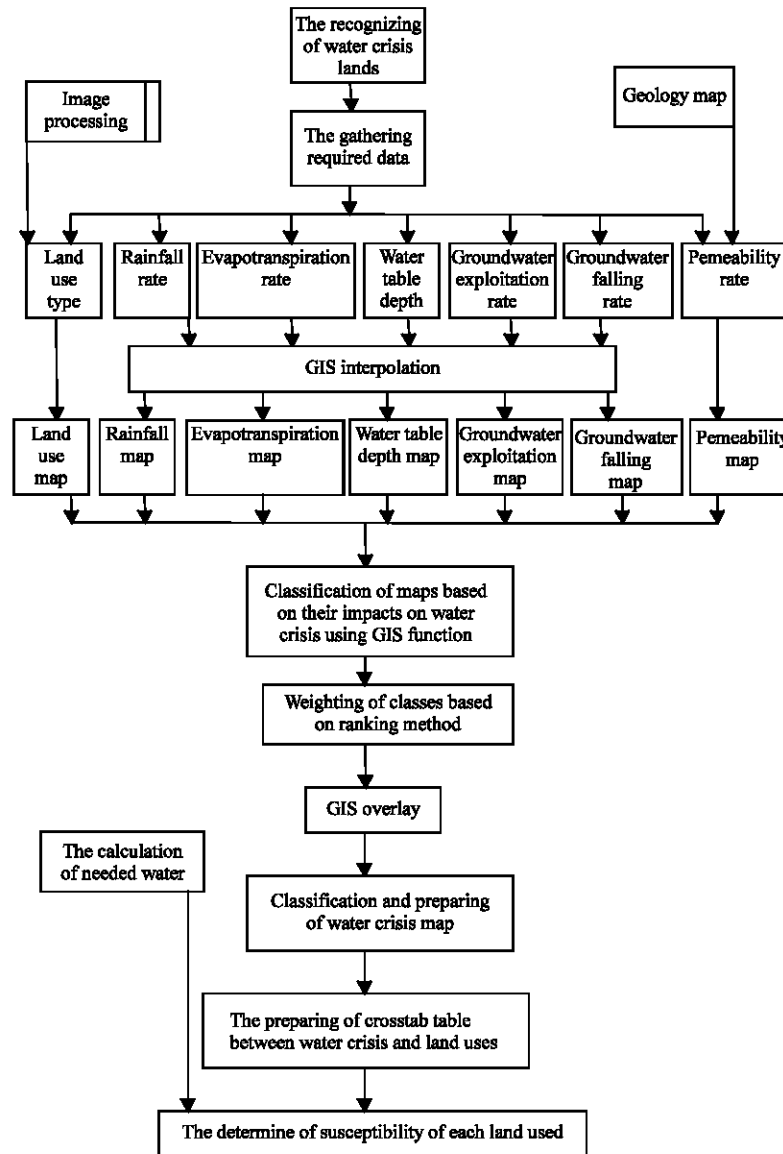 The recognizing
of water crisis
lands
Image
processing
Geology map
The gathering
required data
Land
use
type
Rainfall
rate
Evapotranspiration
rate
Water
table
depth
Groundwater
exploitation
rate
Groundwater
falling
rate
Pemeability
rate
GIS interpolation
Land
use
map
Rainfall
map
Evapotranspiration
map
Water table
depth map
Groundwater
exploitation
map
Groundwater
falling
map
Pemeability
map
Classification of maps based
on their impacts on water
crisis using GIS function
Weighting of classes based
on ranking method
GIS overlay
The calculation
of needed water
Classification and preparing
of water crisis map
The preparing of crosstab table
between water crisis and land uses
The determine of susceptibility of each land used